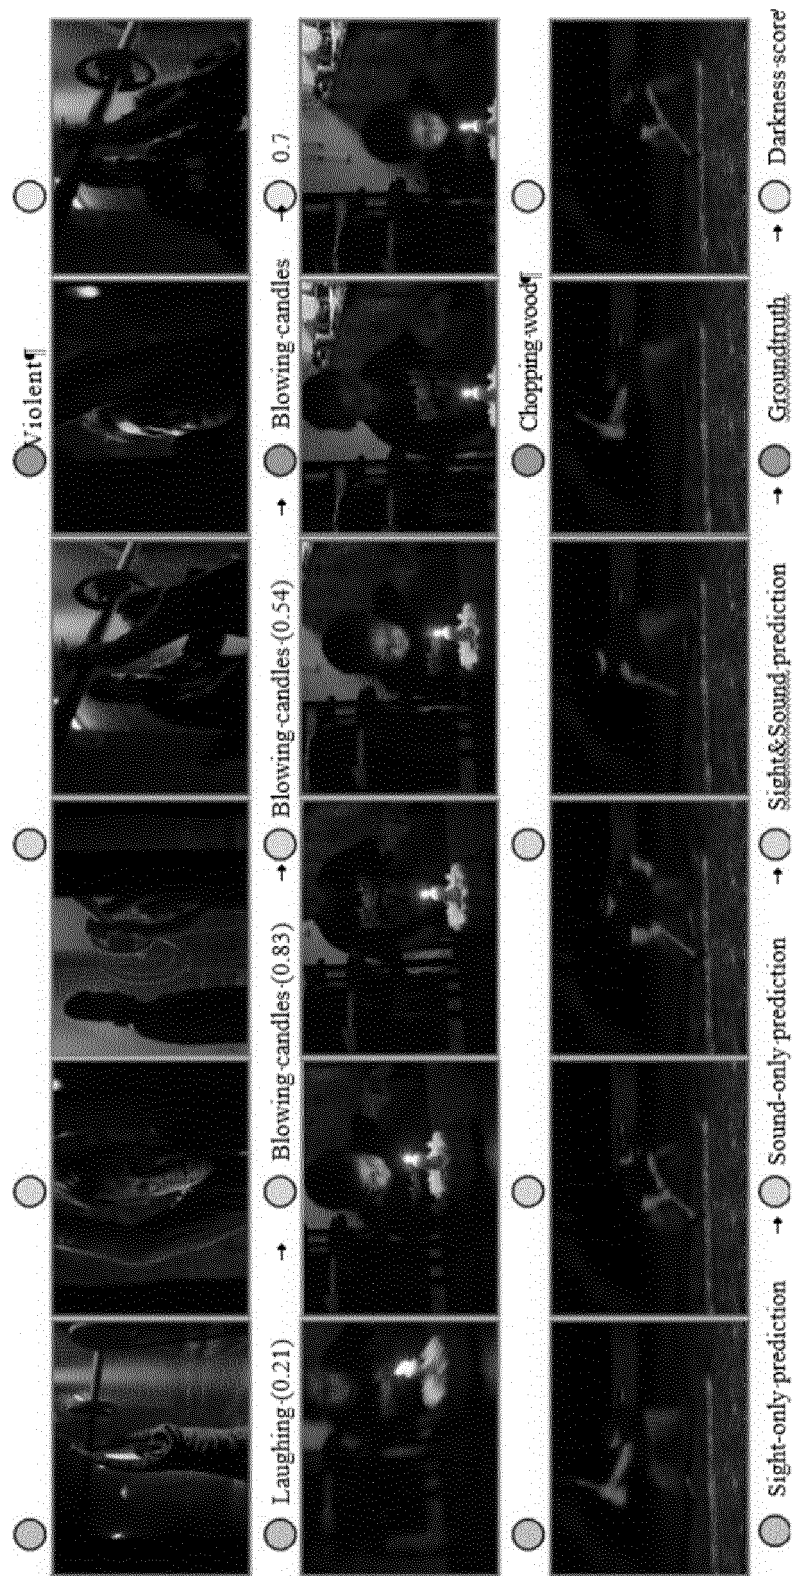 Violent¶
Laughing·(0.21) → Blowing·candles·(0.83) → Blowing·candles·(0.54) → Blowing·candles → 0.7
Chopping·wood¶
Sight-only·prediction → Sound-only·prediction → Sight&Sound·prediction → Groundtruth → Darkness·score